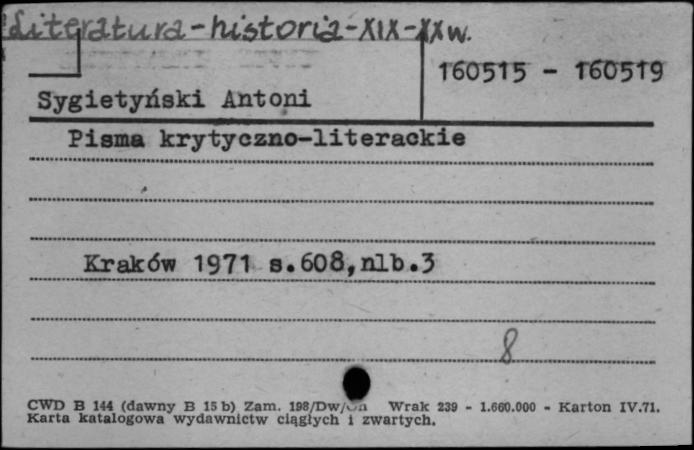 Literatura-historia-XIX-XX w.
160515 - 160519
Sygietyński Antoni
Pisma krytyczno-literackie
Kraków 1971 s.608,nlb.3
8
CWD B 144 (dawny B 15 b) Zam. 198/Dw/ Wrak 239 - 1.660.000 - Karton IV.71.
Karta katalogowa wydawnictw ciągłych i zwartych.